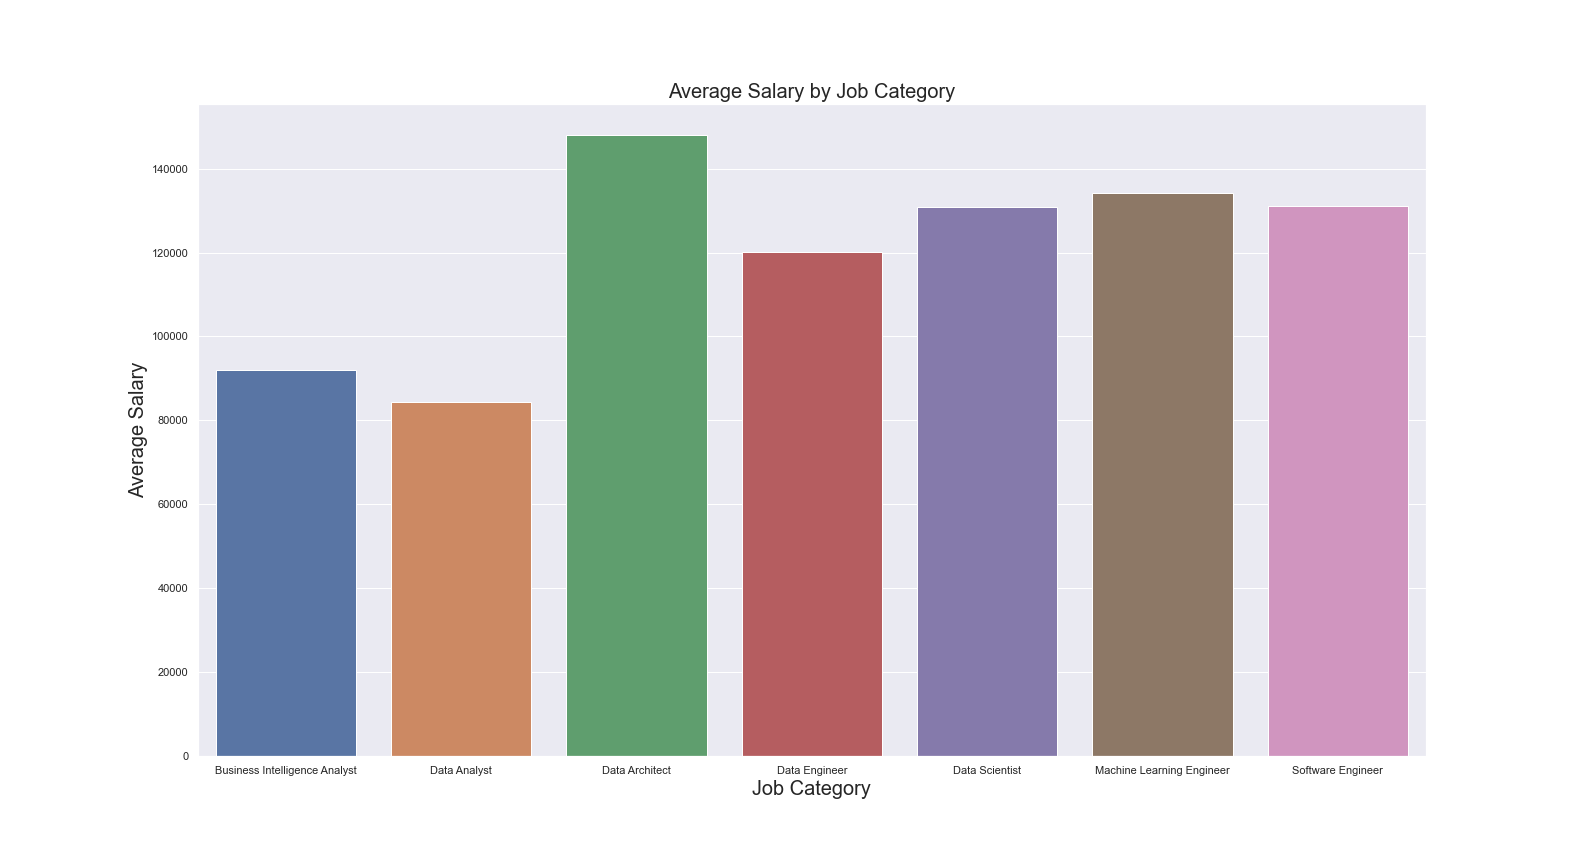 Average Salary by Job Category
140000
120000
100000
80000
60000
40000
20000
0
Average Salary
Business Intelligence Analyst
Data Analyst
Data Architect
Data Engineer
Data Scientist
Machine Learning Engineer
Software Engineer
Job Category